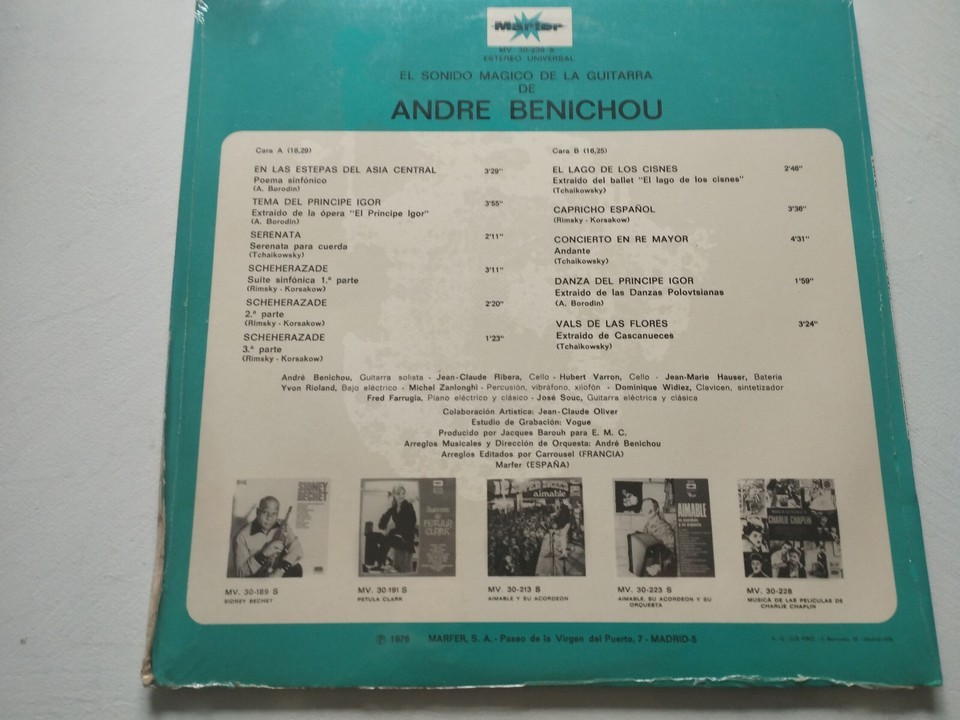 Marfer
MV. 30-239 S
ESTEREO UNIVERSAL
EL SONIDO MAGICO DE LA GUITARRA
DE
ANDRE BENICHOU
Cara A (16,29)
EN LAS ESTEPAS DEL ASIA CENTRAL 3'29"
Poema sinfónico
(A. Borodin)
TEMA DEL PRINCIPE IGOR 3'55"
Extraido de la ópera "El Principe Igor"
(A. Borodin)
SERENATA 2'11"
Serenata para cuerda
(Tchaikowsky)
SCHEHERAZADE 3'11"
Suite sinfónica 1.ª parte
(Rimsky - Korsakow)
SCHEHERAZADE 2'20"
2.ª parte
(Rimsky - Korsakow)
SCHEHERAZADE 1'23"
3.ª parte
(Rimsky - Korsakow)
Cara B (16,25)
EL LAGO DE LOS CISNES 2'46"
Extraido del ballet "El lago de los cisnes"
(Tchaikowsky)
CAPRICHO ESPAÑOL 3'36"
(Rimsky - Korsakow)
CONCIERTO EN RE MAYOR 4'31"
Andante
(Tchaikowsky)
DANZA DEL PRINCIPE IGOR 1'59"
Extraido de las Danzas Polovtsianas
(A. Borodin)
VALS DE LAS FLORES 3'24"
Extraido de Cascanueces
(Tchaikowsky)
André Benichou, Guitarra solista - Jean-Claude Ribera, Cello - Hubert Varron, Cello - Jean-Marie Hauser, Bateria
Yvon Rioland, Bajo eléctrico - Michel Zanlonghi - Percusión, vibráfono, xilofón - Dominique Widiez, Clavicen, sintetizador
Fred Farrugia, Piano eléctrico y clásico - José Souc, Guitarra eléctrica y clásica
Colaboración Artistica: Jean-Claude Oliver
Estudio de Grabación: Vogue
Producido por Jacques Barouh para E. M. C.
Arreglos Musicales y Dirección de Orquesta: André Benichou
Arreglos Editados por Carrousel (FRANCIA)
Marfer (ESPAÑA)
SIDNEY
BECHET
PETULA
CLARK
aimable
AIMABLE
CHARLIE CHAPLIN
MV. 30-189 S
SIDNEY BECHET
MV. 30-191 S
PETULA CLARK
MV. 30-213 S
AIMABLE Y SU ACORDEON
MV. 30-223 S
AIMABLE, SU ACORDEON Y SU
ORQUESTA
MV. 30-228
MUSICA DE LAS PELICULAS DE
CHARLIE CHAPLIN
℗ 1976 MARFER, S. A. - Paseo de la Virgen del Puerto, 7 - MADRID-5